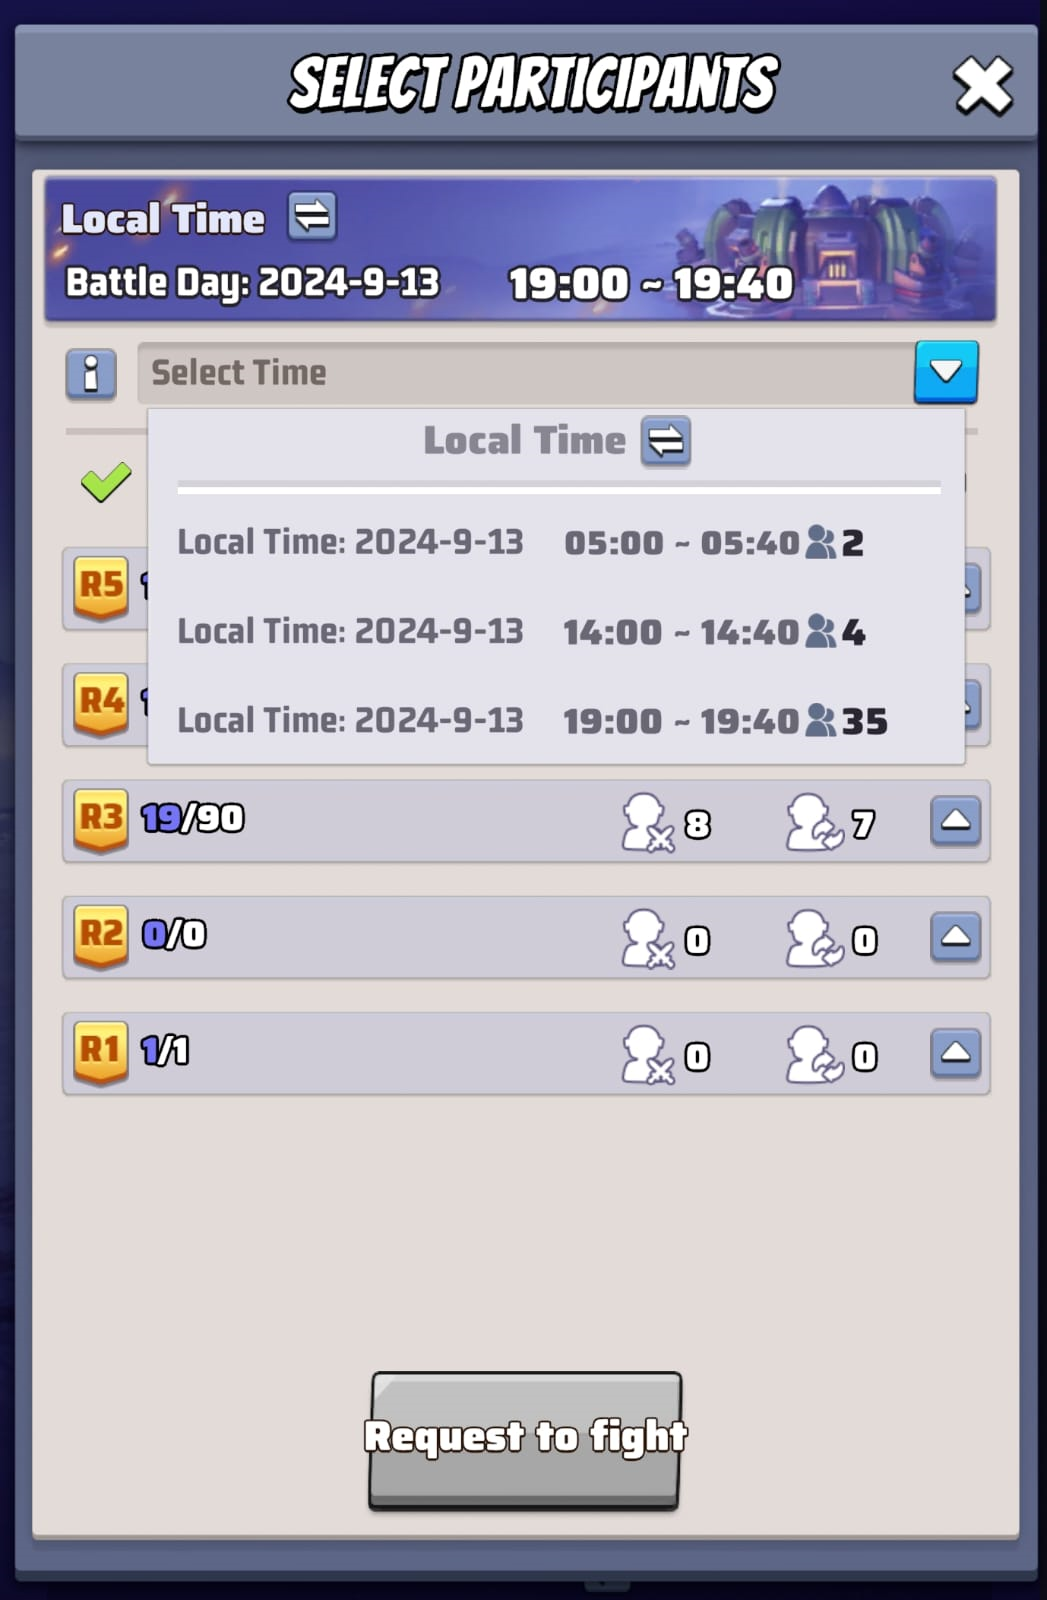 SELECT PARTICIPANTS
Local Time
Battle Day: 2024-9-13 19:00 ~ 19:40
Select Time
Local Time
Local Time: 2024-9-13 05:00 ~ 05:40 2
Local Time: 2024-9-13 14:00 ~ 14:40 4
Local Time: 2024-9-13 19:00 ~ 19:40 35
R5
R4
R3 19/90 8 7
R2 0/0 0 0
R1 1/1 0 0
Request to fight